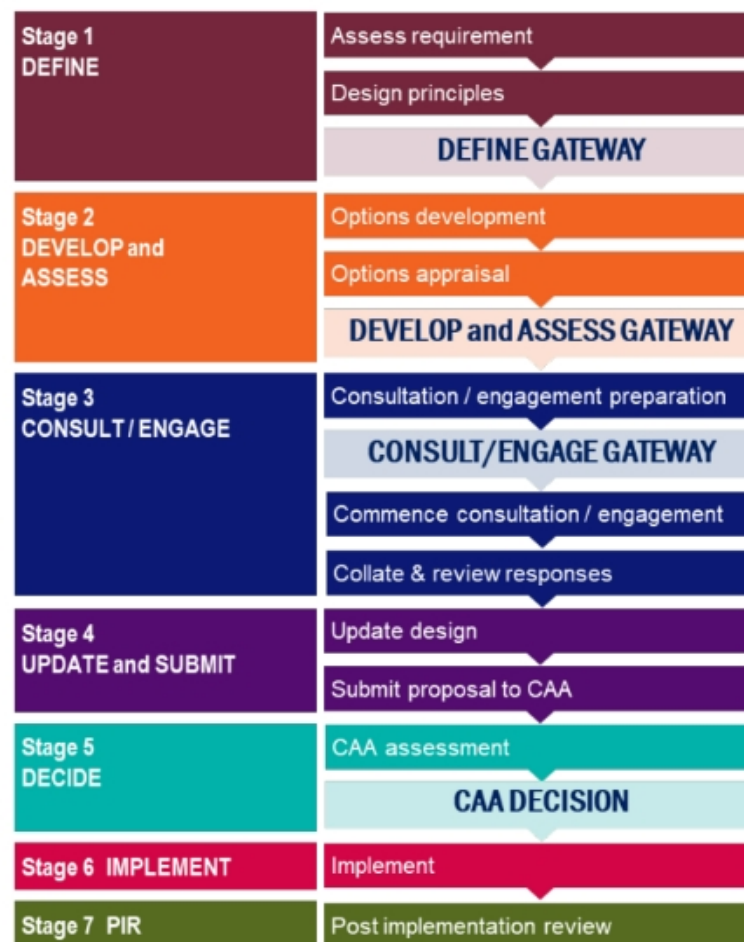 Stage 1
DEFINE
Assess requirement
Design principles
DEFINE GATEWAY
Stage 2
DEVELOP and
ASSESS
Options development
Options appraisal
DEVELOP and ASSESS GATEWAY
Stage 3
CONSULT / ENGAGE
Consultation / engagement preparation
CONSULT/ENGAGE GATEWAY
Commence consultation / engagement
Collate & review responses
Stage 4
UPDATE and SUBMIT
Update design
Submit proposal to CAA
Stage 5
DECIDE
CAA assessment
CAA DECISION
Stage 6 IMPLEMENT
Implement
Stage 7 PIR
Post implementation review